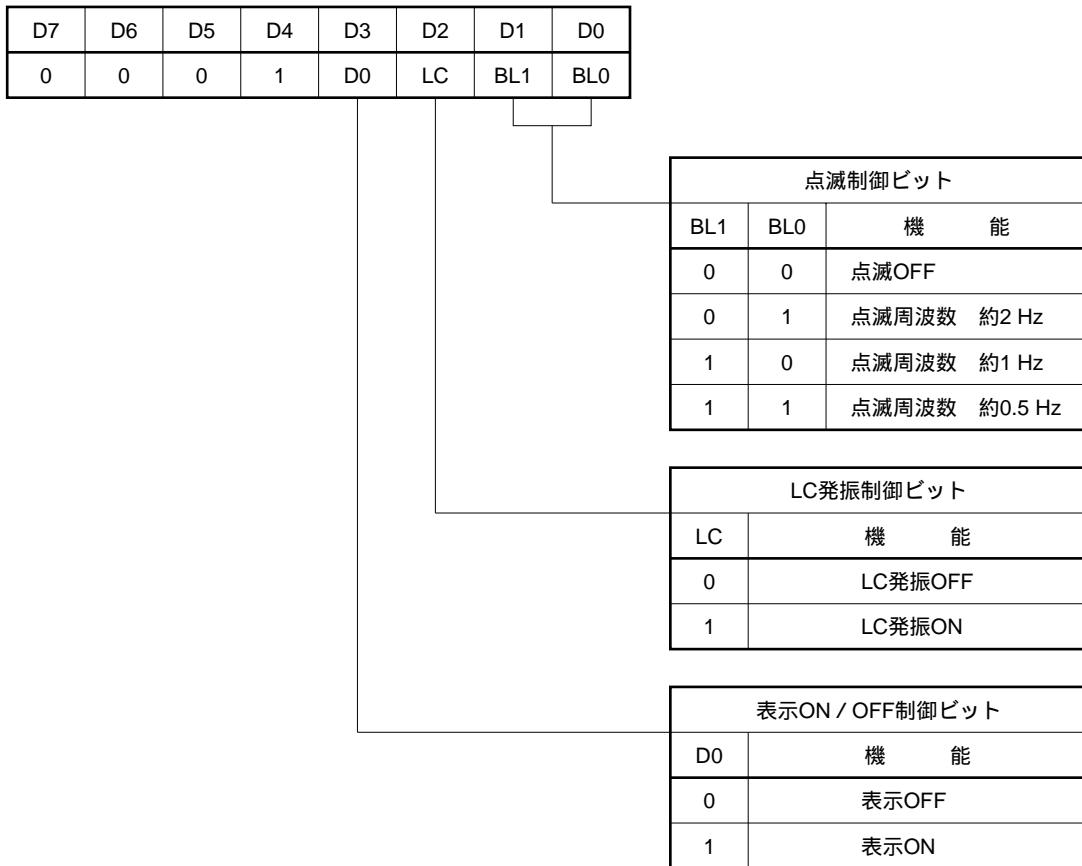 D7 D6 D5 D4 D3 D2 D1 D0
0 0 0 1 D0 LC BL1 BL0
点滅制御ビット
BL1 BL0 機 能
0 0 点滅OFF
0 1 点滅周波数 約2 Hz
1 0 点滅周波数 約1 Hz
1 1 点滅周波数 約0.5 Hz
LC発振制御ビット
LC 機 能
0 LC発振OFF
1 LC発振ON
表示ON / OFF制御ビット
D0 機 能
0 表示OFF
1 表示ON